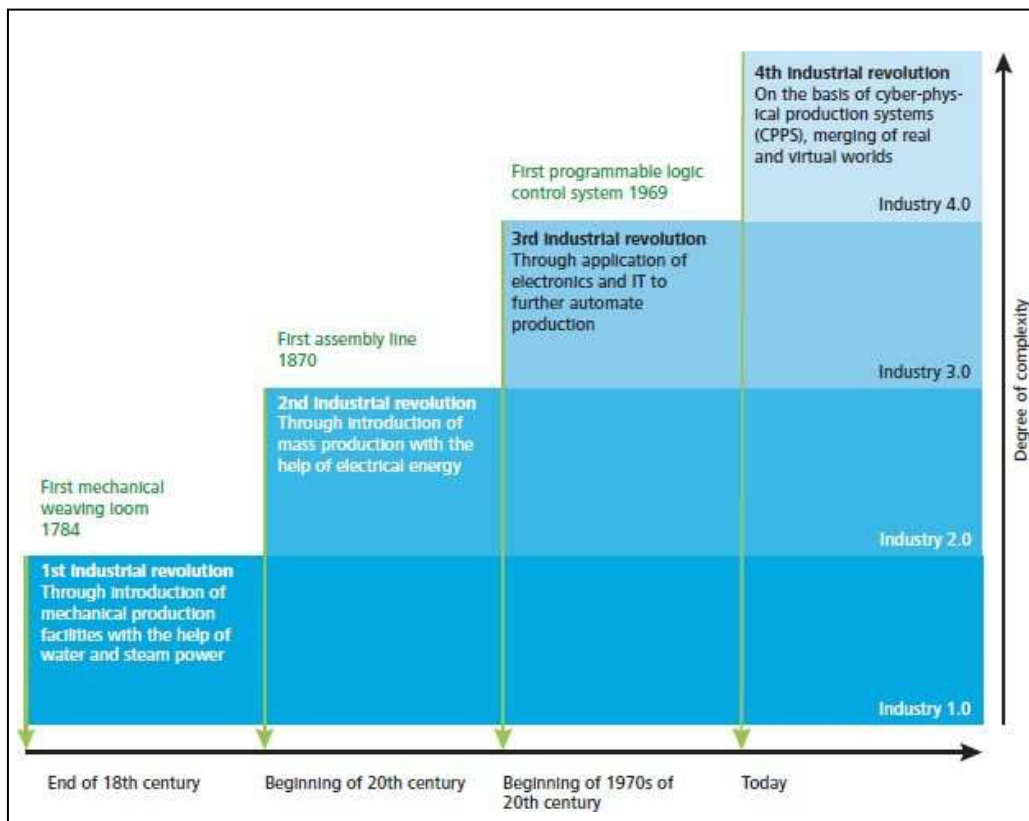 4th industrial revolution
On the basis of cyber-phys-
ical production systems
(CPPS), merging of real
and virtual worlds
Industry 4.0
First programmable logic
control system 1969
3rd industrial revolution
Through application of
electronics and IT to
further automate
production
Industry 3.0
First assembly line
1870
2nd industrial revolution
Through introduction of
mass production with the
help of electrical energy
Industry 2.0
First mechanical
weaving loom
1784
1st industrial revolution
Through introduction of
mechanical production
facilities with the help of
water and steam power
Industry 1.0
Degree of complexity
End of 18th century
Beginning of 20th century
Beginning of 1970s of
20th century
Today